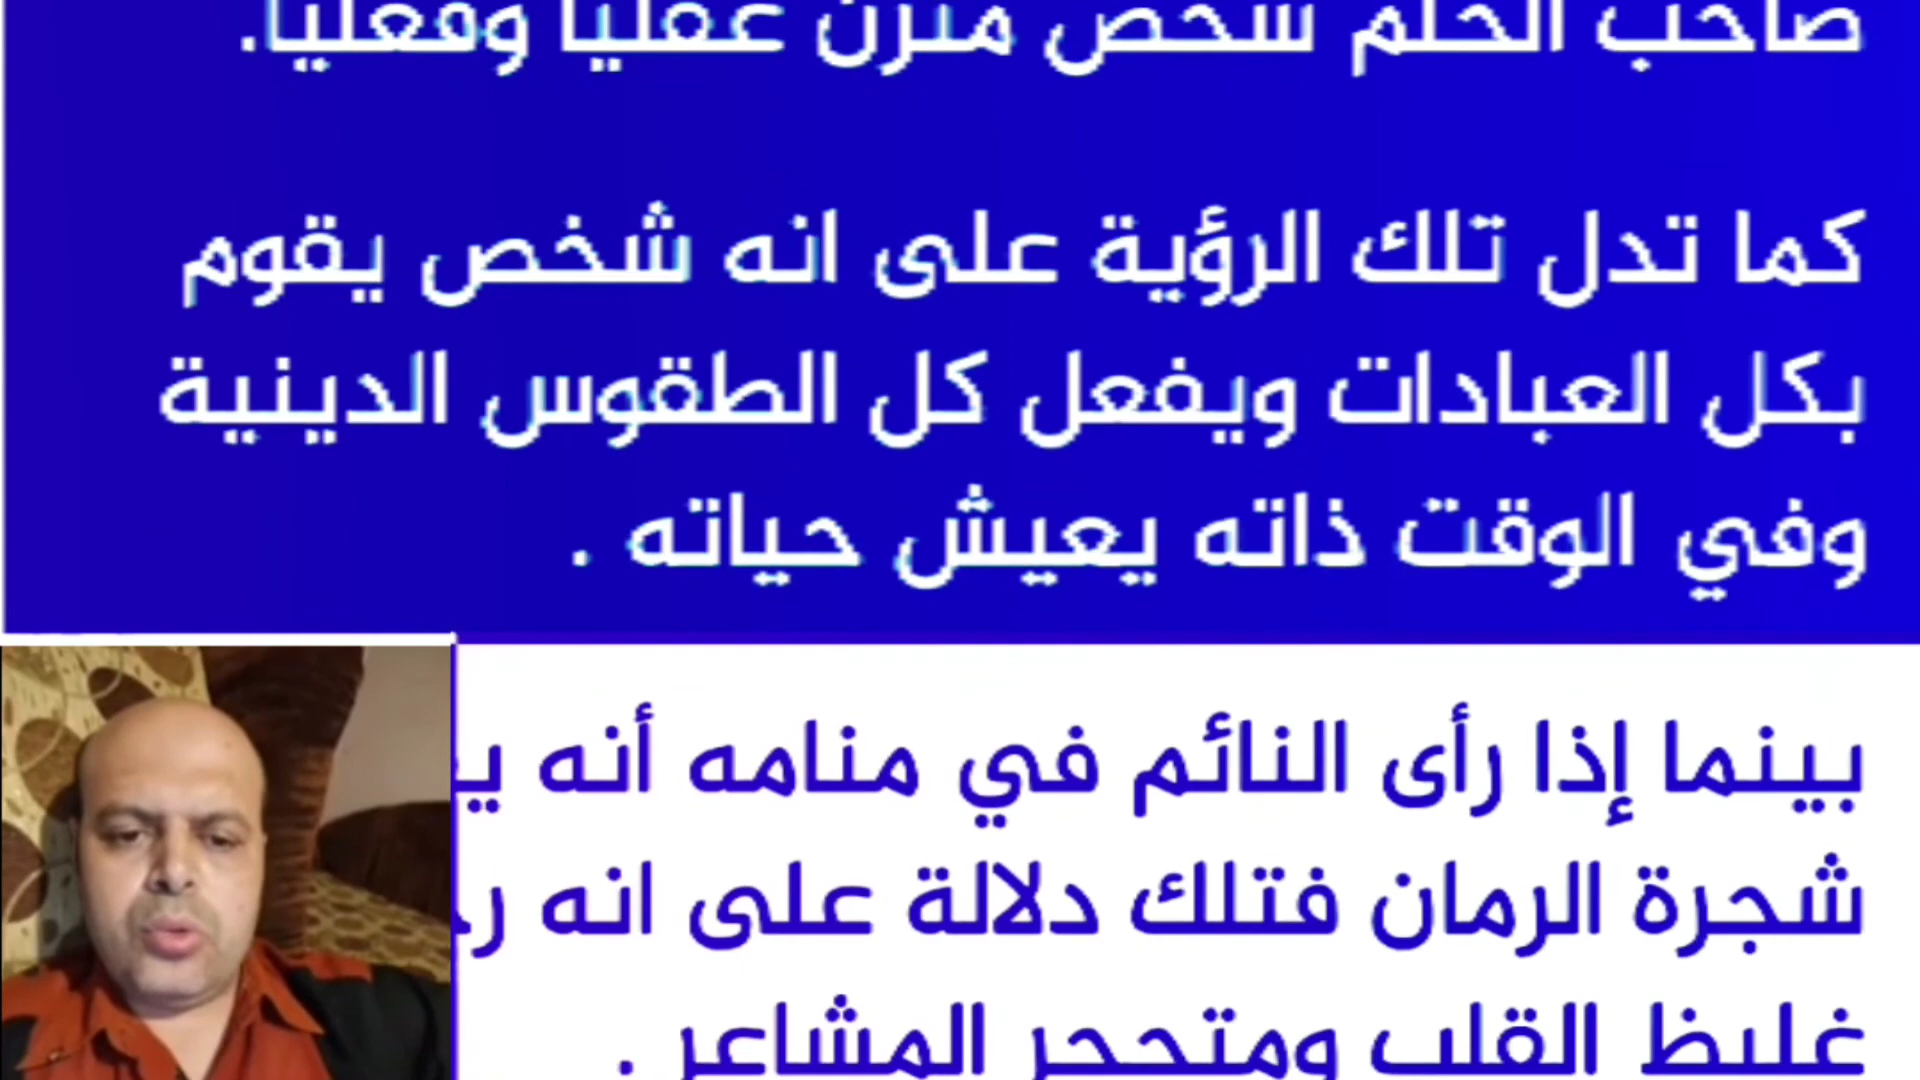 صاحب الحلم شخص متزن عقليا وفعليا.
كما تدل تلك الرؤية على انه شخص يقوم
بكل العبادات ويفعل كل الطقوس الدينية
وفي الوقت ذاته يعيش حياته .
بينما إذا رأى النائم في منامه أنه
شجرة الرمان فتلك دلالة على انه
غليظ القلب ومتحجر المشاعر .